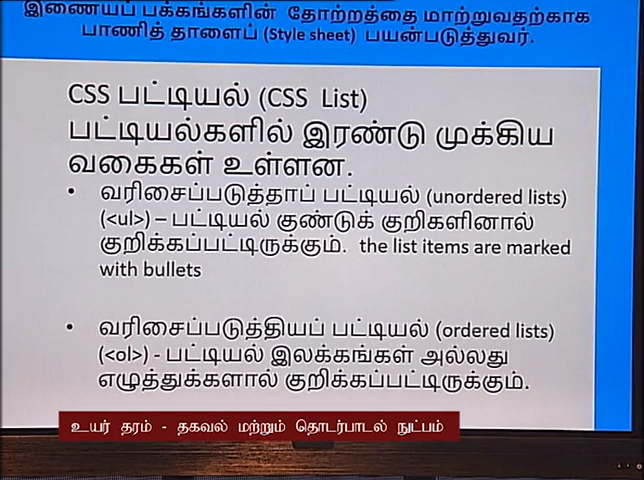 இணையப் பக்கங்களின் தோற்றத்தை மாற்றுவதற்காக
பாணித் தாளைப் (Style sheet) பயன்படுத்துவர்.
CSS பட்டியல் (CSS List)
பட்டியல்களில் இரண்டு முக்கிய
வகைகள் உள்ளன.
• வரிசைப்படுத்தாப் பட்டியல் (unordered lists)
(<ul>) – பட்டியல் குண்டுக் குறிகளினால்
குறிக்கப்பட்டிருக்கும். the list items are marked
with bullets
• வரிசைப்படுத்தியப் பட்டியல் (ordered lists)
(<ol>) - பட்டியல் இலக்கங்கள் அல்லது
எழுத்துக்களால் குறிக்கப்பட்டிருக்கும்.
உயர் தரம் - தகவல் மற்றும் தொடர்பாடல் நுட்பம்